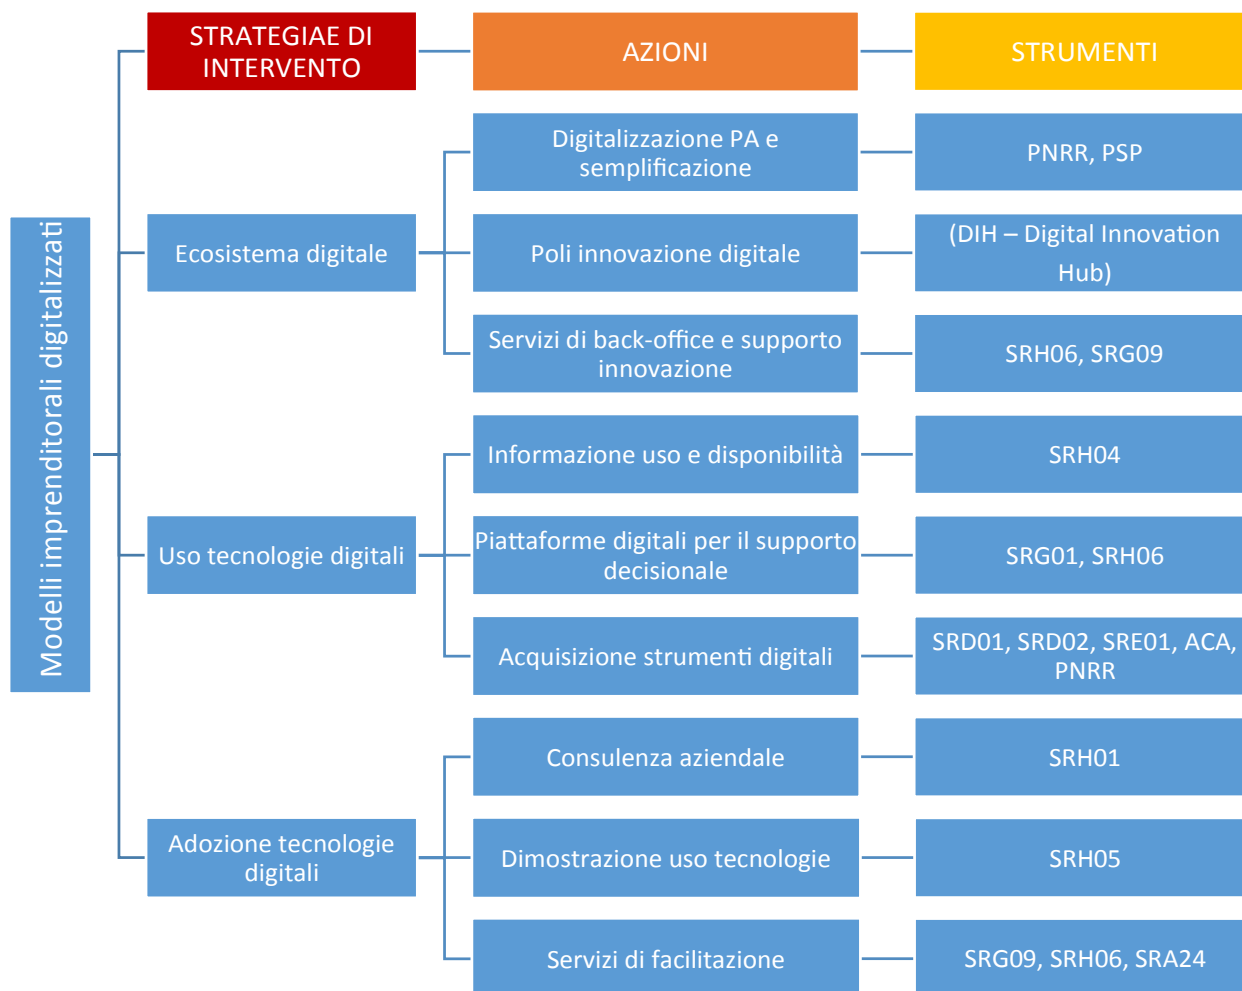 STRATEGIAE DI
INTERVENTO
AZIONI
STRUMENTI
Modelli imprenditorali digitalizzati
Ecosistema digitale
Digitalizzazione PA e
semplificazione
PNRR, PSP
Poli innovazione digitale
(DIH – Digital Innovation
Hub)
Servizi di back-office e supporto
innovazione
SRH06, SRG09
Uso tecnologie digitali
Informazione uso e disponibilità
SRH04
Piattaforme digitali per il supporto
decisionale
SRG01, SRH06
Acquisizione strumenti digitali
SRD01, SRD02, SRE01, ACA,
PNRR
Adozione tecnologie
digitali
Consulenza aziendale
SRH01
Dimostrazione uso tecnologie
SRH05
Servizi di facilitazione
SRG09, SRH06, SRA24